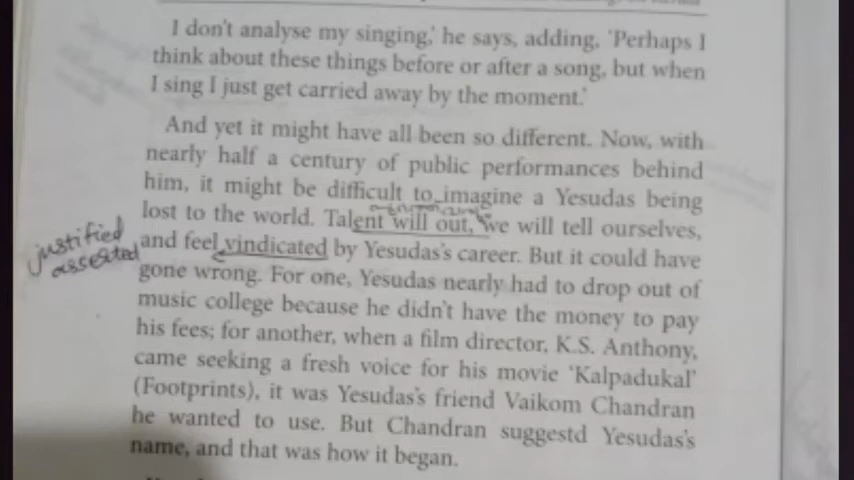 I don't analyse my singing,' he says, adding, 'Perhaps I
think about these things before or after a song, but when
I sing I just get carried away by the moment.'
And yet it might have all been so different. Now, with
nearly half a century of public performances behind
him, it might be difficult to imagine a Yesudas being
lost to the world. Talent will out, we will tell ourselves,
justified
asserted
and feel vindicated by Yesudas's career. But it could have
gone wrong. For one, Yesudas nearly had to drop out of
music college because he didn't have the money to pay
his fees; for another, when a film director, K.S. Anthony,
came seeking a fresh voice for his movie 'Kalpadukal'
(Footprints), it was Yesudas's friend Vaikom Chandran
he wanted to use. But Chandran suggestd Yesudas's
name, and that was how it began.